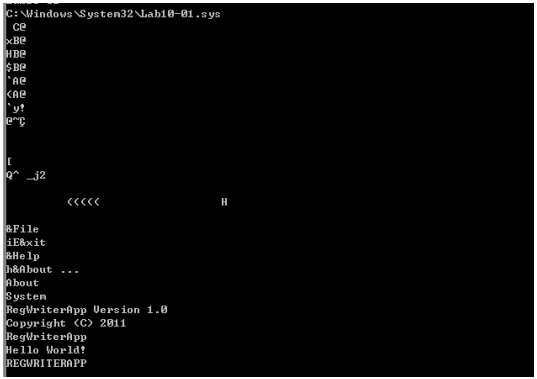 C:\Windows\System32\Lab10-01.sys
C@
xB@
HB@
$B@
`A@
<A@
`y!
@~Ç
[
Q^ _j2
<<<<< H
&File
iE&xit
&Help
h&About ...
About
System
RegWriterApp Version 1.0
Copyright <C> 2011
RegWriterApp
Hello World!
REGWRITERAPP